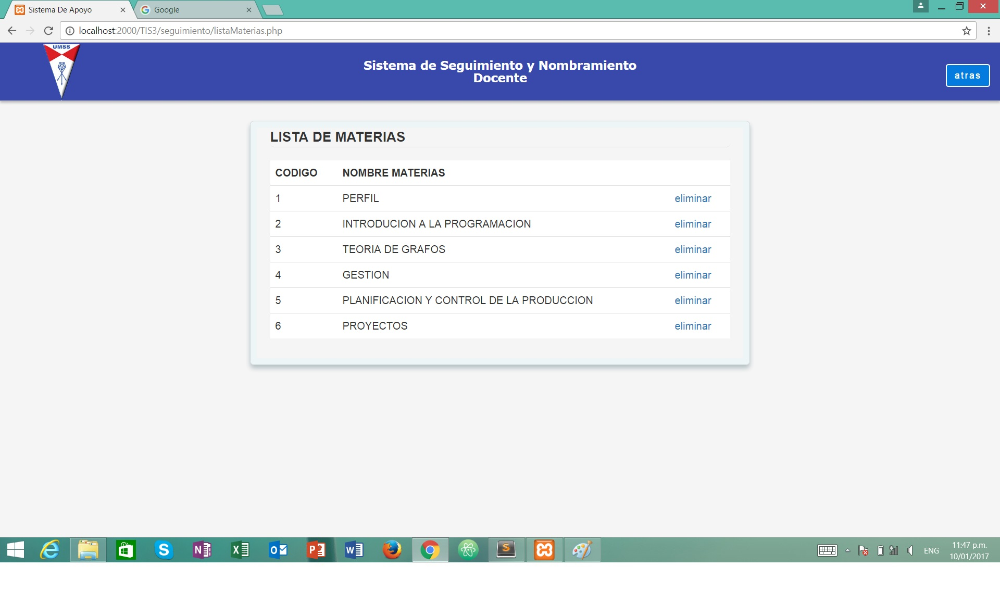 Sistema De Apoyo
Google
localhost:2000/TIS3/seguimiento/listaMaterias.php
UMSS
Sistema de Seguimiento y Nombramiento
Docente
atras
LISTA DE MATERIAS
CODIGO NOMBRE MATERIAS
1 PERFIL eliminar
2 INTRODUCION A LA PROGRAMACION eliminar
3 TEORIA DE GRAFOS eliminar
4 GESTION eliminar
5 PLANIFICACION Y CONTROL DE LA PRODUCCION eliminar
6 PROYECTOS eliminar
ENG
11:47 p.m.
10/01/2017